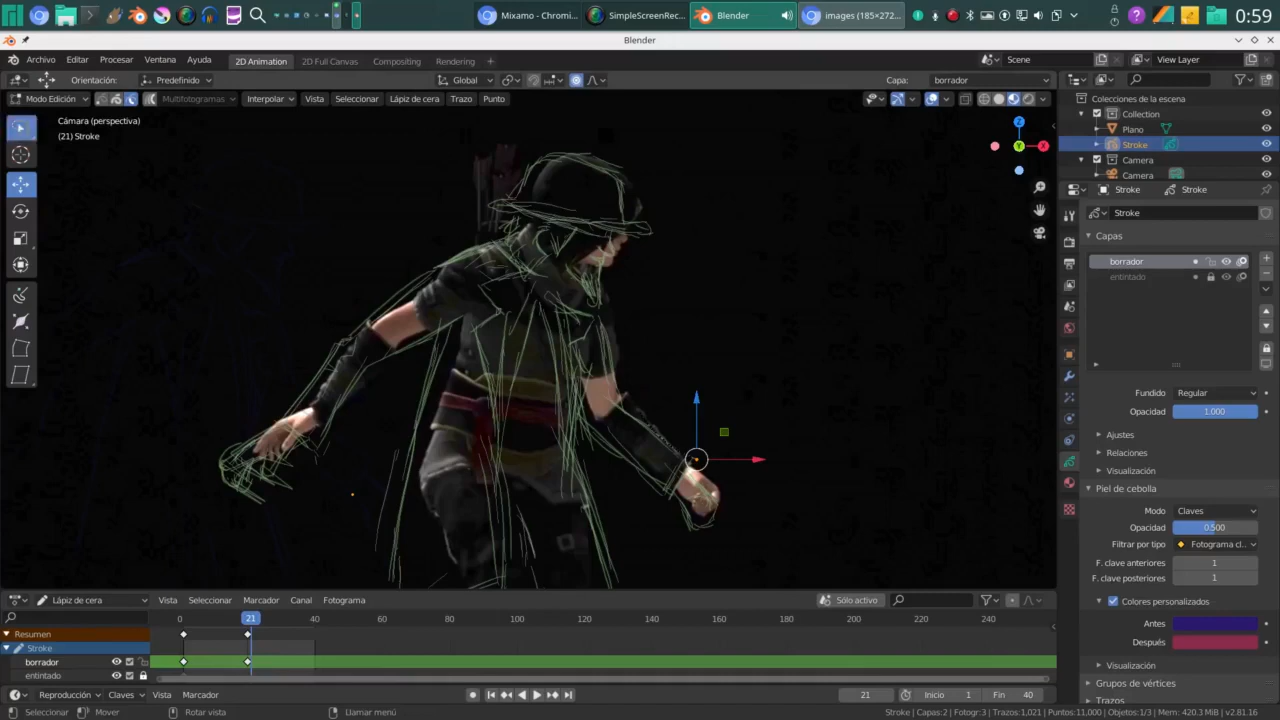 Mixamo - Chromi...
SimpleScreenRec...
Blender
images (185×272...
0:59
Blender
Archivo
Editar
Procesar
Ventana
Ayuda
2D Animation
2D Full Canvas
Compositing
Rendering
+
Scene
View Layer
Orientación:
Predefinido
Global
Capa:
borrador
Modo Edición
Multifotogramas
Interpolar
Vista
Seleccionar
Lápiz de cera
Trazo
Punto
Colecciones de la escena
Collection
Plano
Stroke
Camera
Camera
Cámara (perspectiva)
(21) Stroke
Z
Y
X
Stroke
Stroke
Stroke
Capas
borrador
entintado
Fundido
Regular
Opacidad
1.000
Ajustes
Relaciones
Visualización
Piel de cebolla
Modo
Claves
Opacidad
0.500
Filtrar por tipo
Fotograma cl...
F. clave anteriores
1
F. clave posteriores
1
Colores personalizados
Antes
Después
Visualización
Grupos de vértices
Trazos
Lápiz de cera
Vista
Seleccionar
Marcador
Canal
Fotograma
Sólo activo
0
21
40
60
80
100
120
140
160
180
200
220
240
Resumen
Stroke
borrador
entintado
Reproducción
Claves
Vista
Marcador
21
Inicio
1
Fin
40
Seleccionar
Mover
Rotar vista
Llamar menú
Stroke | Capas:2 | Fotogr:3 | Trazos:1,021 | Puntos:11,000 | Objetos:1/3 | Mem: 420.3 MiB | v2.81.16